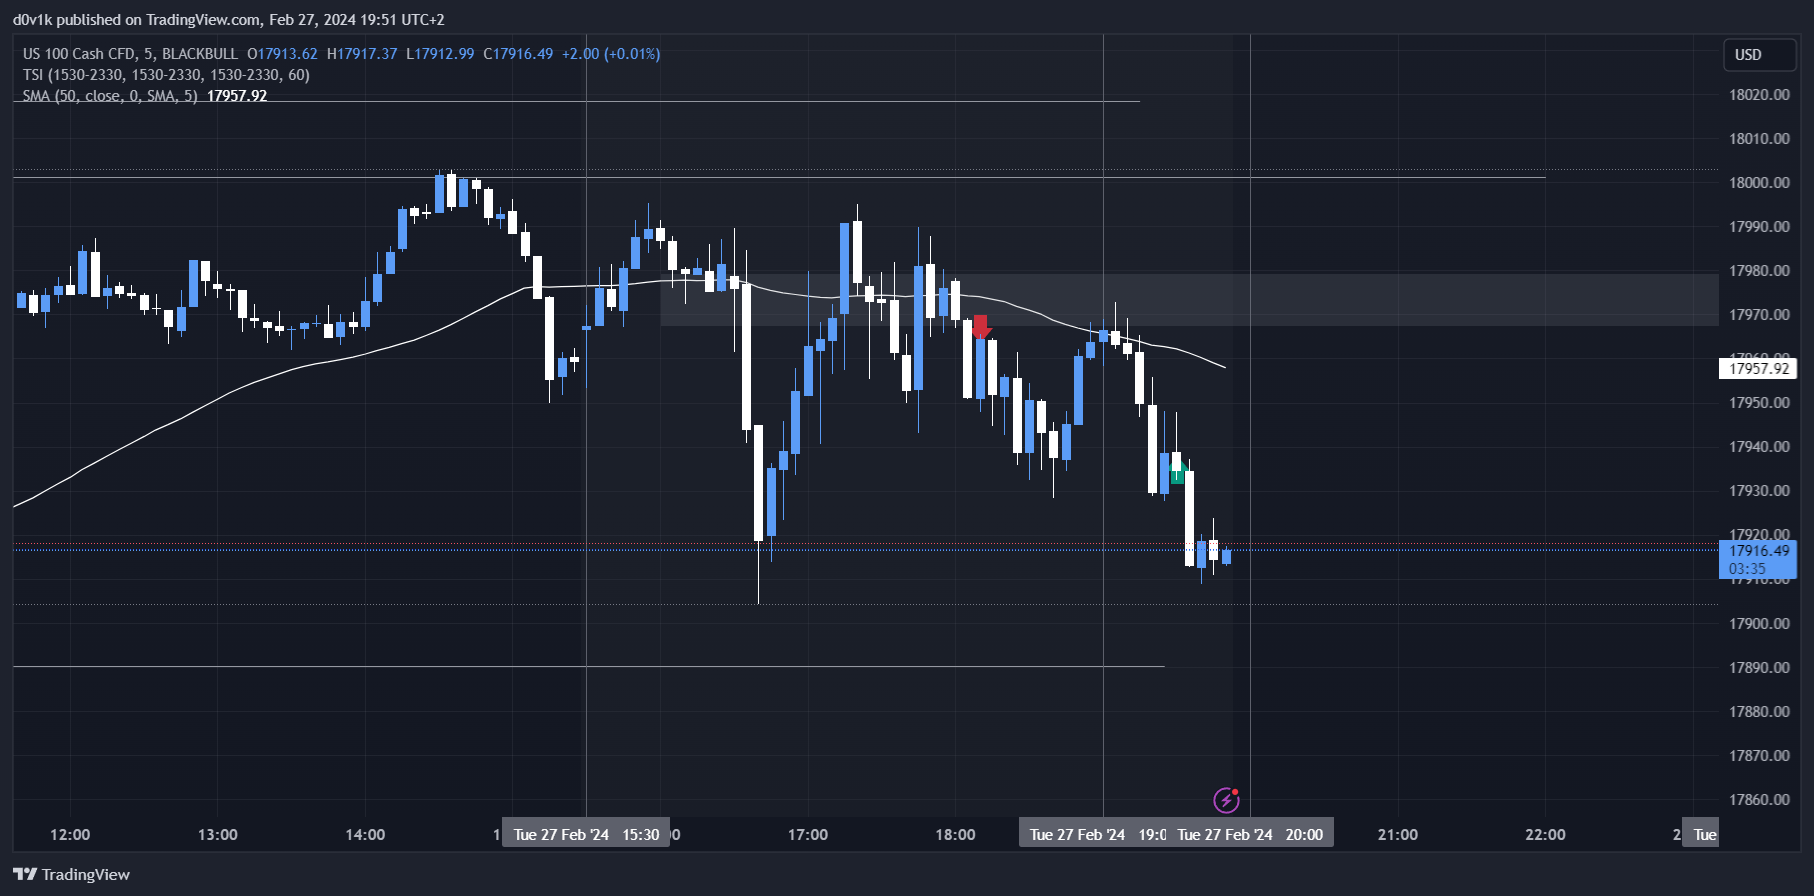 d0v1k published on TradingView.com, Feb 27, 2024 19:51 UTC+2
US 100 Cash CFD, 5, BLACKBULL O17913.62 H17917.37 L17912.99 C17916.49 +2.00 (+0.01%)
TSI (1530-2330, 1530-2330, 1530-2330, 60)
SMA (50, close, 0, SMA, 5) 17957.92
USD
18020.00
18010.00
18000.00
17990.00
17980.00
17970.00
17960.00
17957.92
17950.00
17940.00
17930.00
17920.00
17916.49
03:35
17910.00
17900.00
17890.00
17880.00
17870.00
17860.00
12:00 13:00 14:00 Tue 27 Feb '24 15:30 17:00 18:00 Tue 27 Feb '24 19:0 Tue 27 Feb '24 20:00 21:00 22:00 2 Tue
TradingView